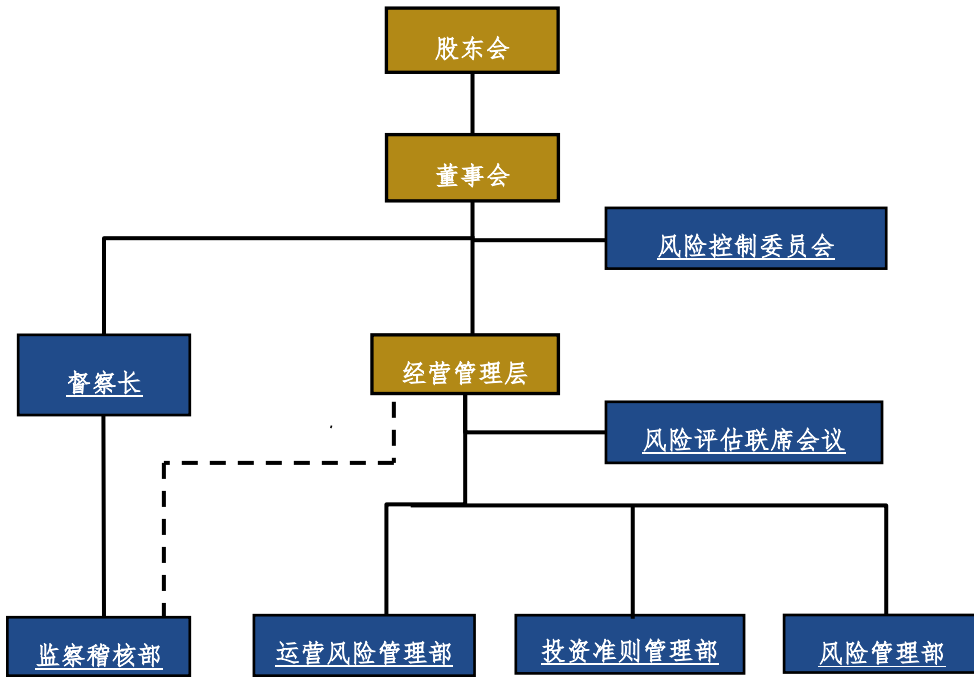 股东会
董事会
风险控制委员会
督察长
经营管理层
风险评估联席会议
监察稽核部
运营风险管理部
投资准则管理部
风险管理部